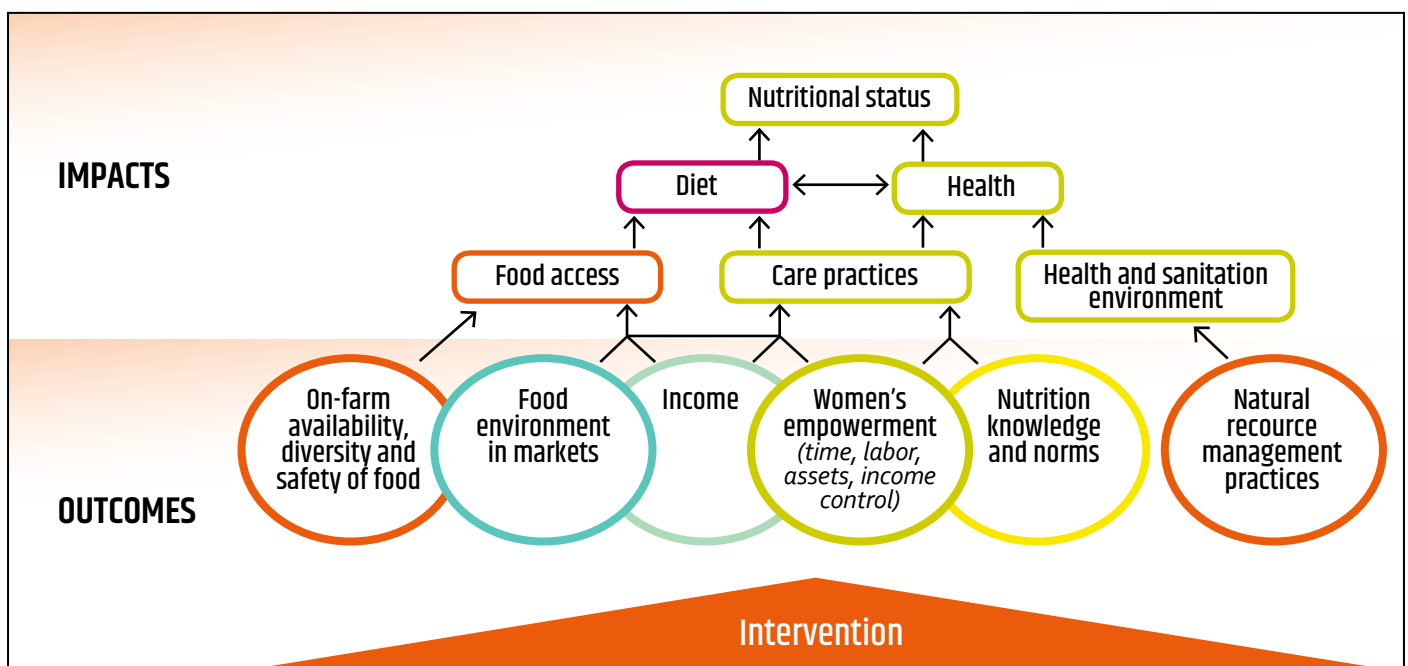 Nutritional status
IMPACTS
Diet
Health
Food access
Care practices
Health and sanitation
environment
On-farm
availability,
diversity and
safety of food
Food
environment
in markets
Income
Women's
empowerment
(time, labor,
assets, income
control)
Nutrition
knowledge
and norms
Natural
recource
management
practices
OUTCOMES
Intervention